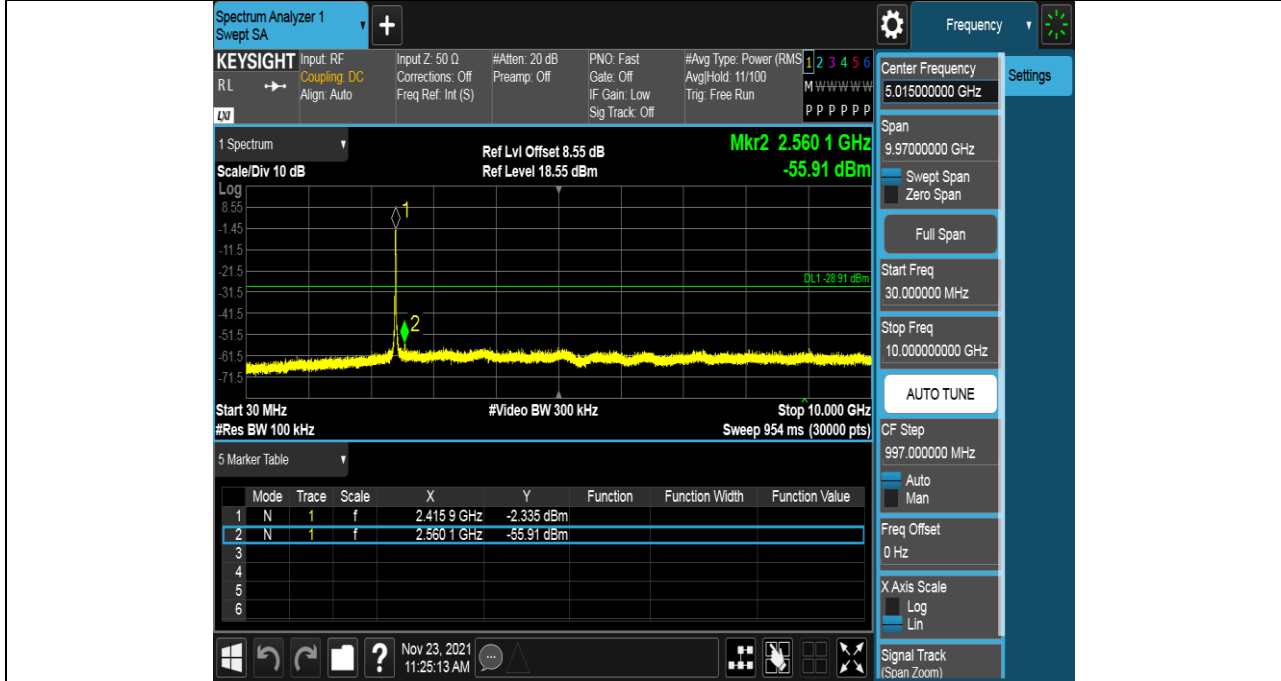 Spectrum Analyzer 1
Swept SA
+
Frequency
KEYSIGHT
RL
LXI
Input: RF
Coupling: DC
Align: Auto
Input Z: 50 Ω
Corrections: Off
Freq Ref: Int (S)
#Atten: 20 dB
Preamp: Off
PNO: Fast
Gate: Off
IF Gain: Low
Sig Track: Off
#Avg Type: Power (RMS
Avg|Hold: 11/100
Trig: Free Run
1 2 3 4 5 6
M W W W W W
P P P P P P
1 Spectrum
Scale/Div 10 dB
Ref Lvl Offset 8.55 dB
Ref Level 18.55 dBm
Mkr2 2.560 1 GHz
-55.91 dBm
Log
8.55
-1.45
-11.5
-21.5
-31.5
-41.5
-51.5
-61.5
-71.5
1
2
DL1 -28.91 dBm
Start 30 MHz
#Video BW 300 kHz
Stop 10.000 GHz
#Res BW 100 kHz
Sweep 954 ms (30000 pts)
5 Marker Table
Mode Trace Scale X Y Function Function Width Function Value
1 N 1 f 2.415 9 GHz -2.335 dBm
2 N 1 f 2.560 1 GHz -55.91 dBm
3
4
5
6
?
Nov 23, 2021
11:25:13 AM
Center Frequency
5.015000000 GHz
Settings
Span
9.97000000 GHz
Swept Span
Zero Span
Full Span
Start Freq
30.000000 MHz
Stop Freq
10.000000000 GHz
AUTO TUNE
CF Step
997.000000 MHz
Auto
Man
Freq Offset
0 Hz
X Axis Scale
Log
Lin
Signal Track
(Span Zoom)